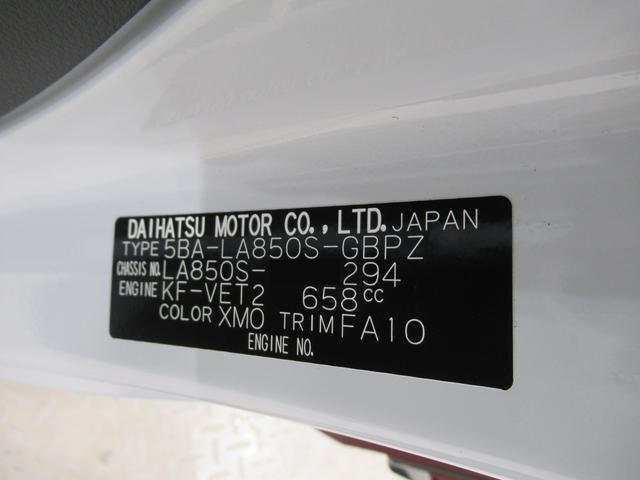 DAIHATSU MOTOR CO., LTD. JAPAN
TYPE 5BA-LA850S-GBPZ
CHASSIS NO. LA850S- 294
ENGINE KF-VET2 658CC
COLOR XM0 TRIM FA10
ENGINE NO.